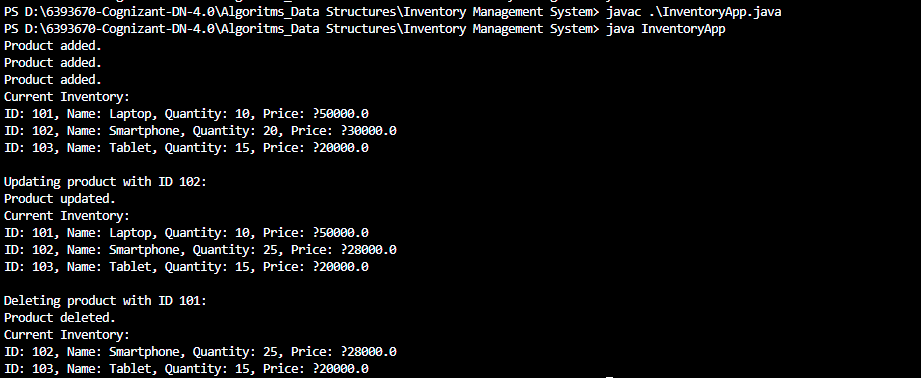 PS D:\6393670-Cognizant-DN-4.0\Algoritms_Data Structures\Inventory Management System> javac .\InventoryApp.java
PS D:\6393670-Cognizant-DN-4.0\Algoritms_Data Structures\Inventory Management System> java InventoryApp
Product added.
Product added.
Product added.
Current Inventory:
ID: 101, Name: Laptop, Quantity: 10, Price: ?50000.0
ID: 102, Name: Smartphone, Quantity: 20, Price: ?30000.0
ID: 103, Name: Tablet, Quantity: 15, Price: ?20000.0

Updating product with ID 102:
Product updated.
Current Inventory:
ID: 101, Name: Laptop, Quantity: 10, Price: ?50000.0
ID: 102, Name: Smartphone, Quantity: 25, Price: ?28000.0
ID: 103, Name: Tablet, Quantity: 15, Price: ?20000.0

Deleting product with ID 101:
Product deleted.
Current Inventory:
ID: 102, Name: Smartphone, Quantity: 25, Price: ?28000.0
ID: 103, Name: Tablet, Quantity: 15, Price: ?20000.0